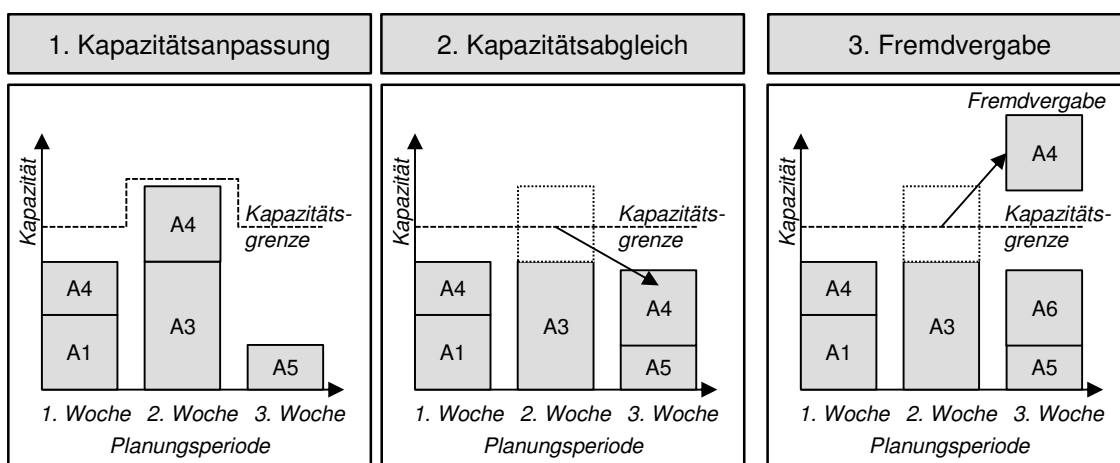 1. Kapazitätsanpassung
2. Kapazitätsabgleich
3. Fremdvergabe
Kapazität
A4
A1
A4
A3
A5
Kapazitäts-
grenze
1. Woche
2. Woche
3. Woche
Planungsperiode
Kapazität
A4
A1
A3
A4
A5
Kapazitäts-
grenze
1. Woche
2. Woche
3. Woche
Planungsperiode
Fremdvergabe
Kapazität
A4
A4
A1
A3
A6
A5
Kapazitäts-
grenze
1. Woche
2. Woche
3. Woche
Planungsperiode